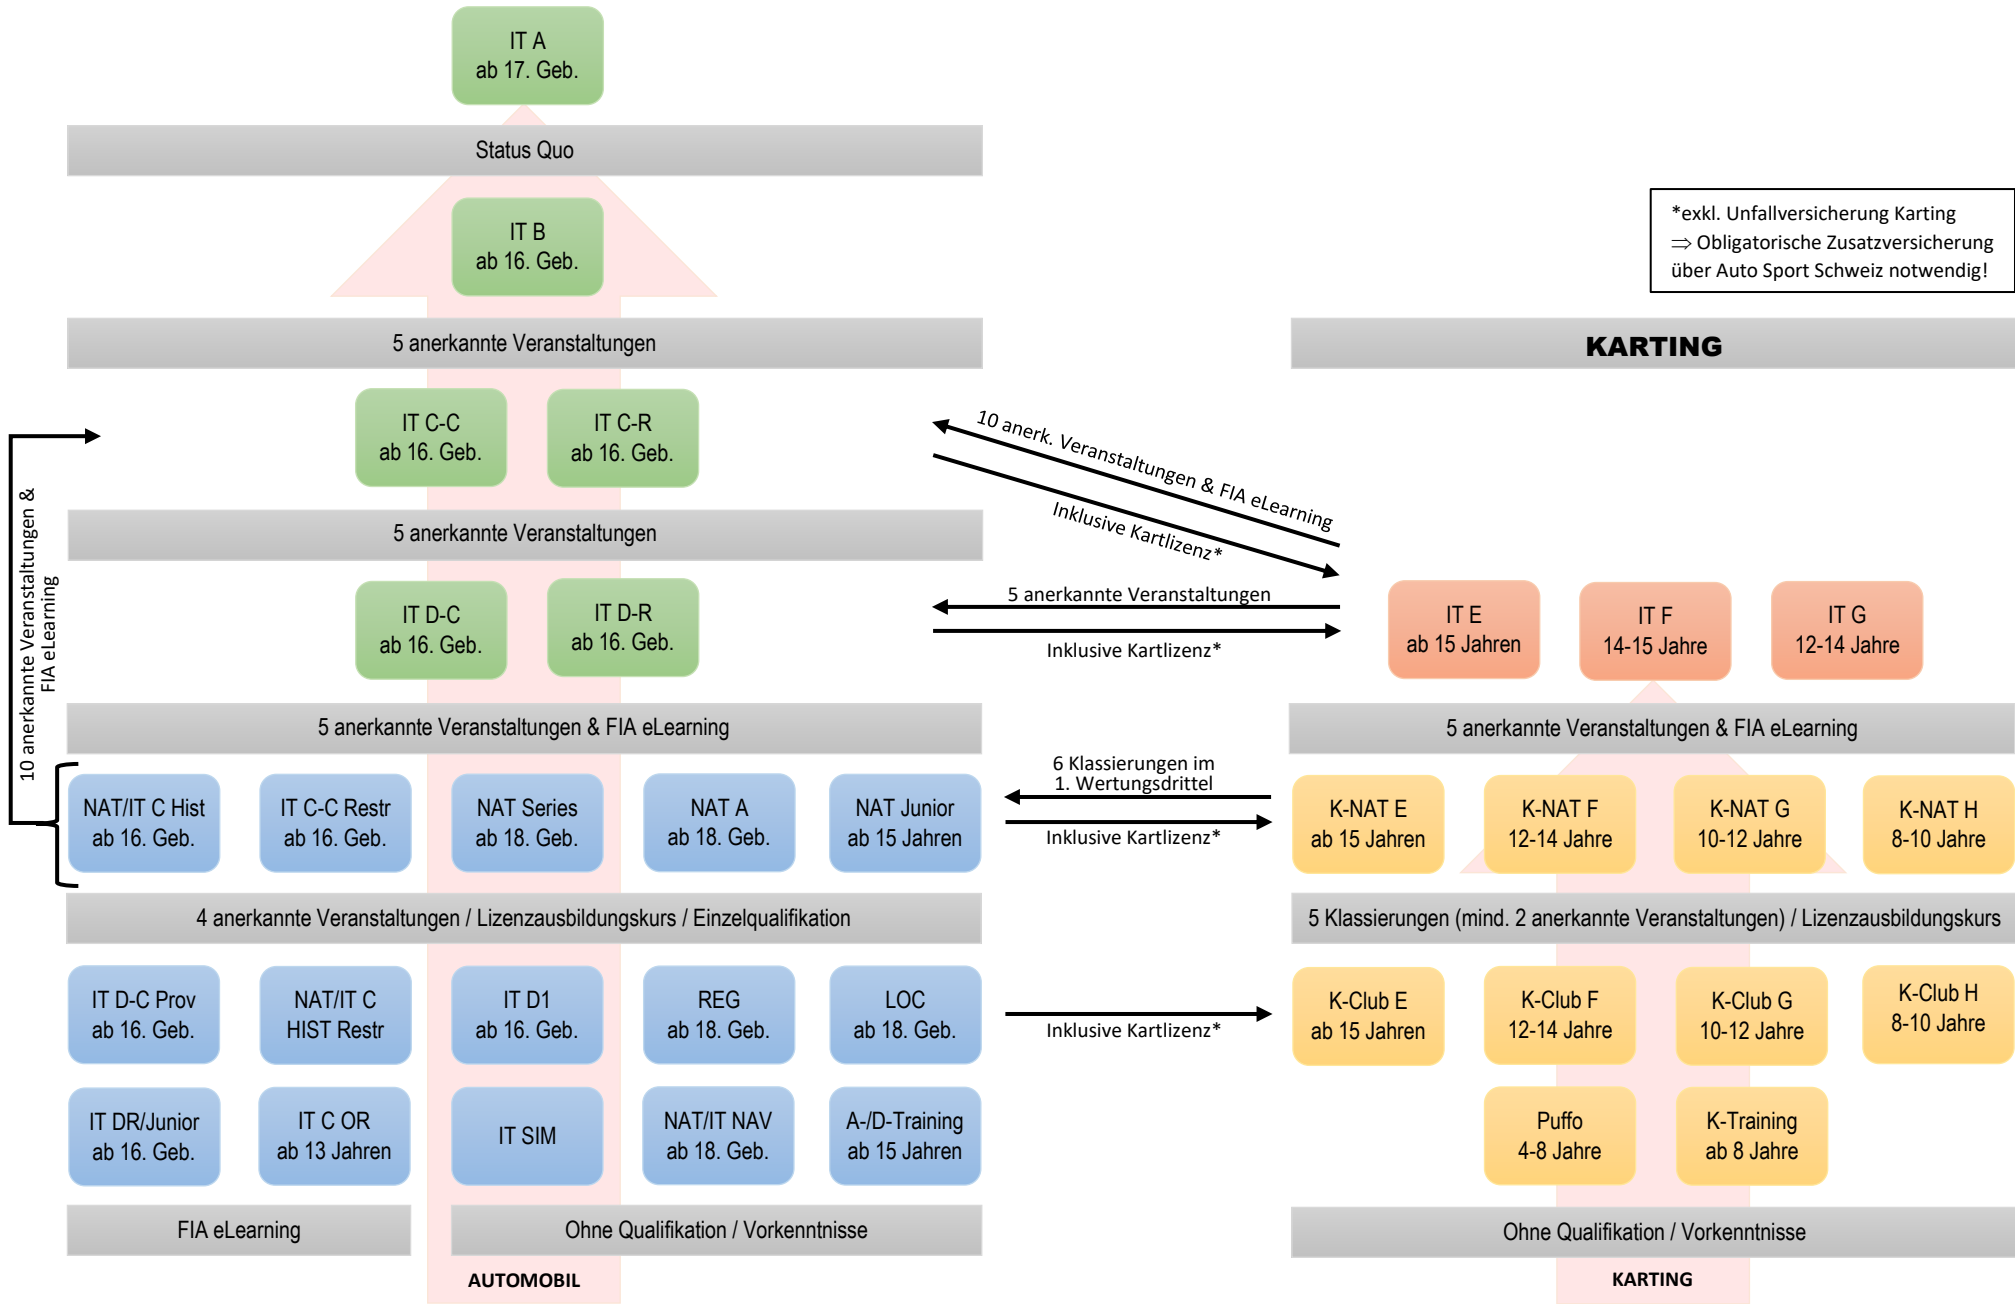 IT A
ab 17. Geb.
Status Quo
IT B
ab 16. Geb.
*exkl. Unfallversicherung Karting
⇒ Obligatorische Zusatzversicherung
über Auto Sport Schweiz notwendig!
5 anerkannte Veranstaltungen
KARTING
IT C-C
ab 16. Geb.
IT C-R
ab 16. Geb.
10 anerk. Veranstaltungen & FIA eLearning
Inklusive Kartlizenz*
10 anerkannte Veranstaltungen &
FIA eLearning
5 anerkannte Veranstaltungen
IT D-C
ab 16. Geb.
IT D-R
ab 16. Geb.
5 anerkannte Veranstaltungen
Inklusive Kartlizenz*
IT E
ab 15 Jahren
IT F
14-15 Jahre
IT G
12-14 Jahre
5 anerkannte Veranstaltungen & FIA eLearning
5 anerkannte Veranstaltungen & FIA eLearning
NAT/IT C Hist
ab 16. Geb.
IT C-C Restr
ab 16. Geb.
NAT Series
ab 18. Geb.
NAT A
ab 18. Geb.
NAT Junior
ab 15 Jahren
6 Klassierungen im
1. Wertungsdrittel
Inklusive Kartlizenz*
K-NAT E
ab 15 Jahren
K-NAT F
12-14 Jahre
K-NAT G
10-12 Jahre
K-NAT H
8-10 Jahre
4 anerkannte Veranstaltungen / Lizenzausbildungskurs / Einzelqualifikation
5 Klassierungen (mind. 2 anerkannte Veranstaltungen) / Lizenzausbildungskurs
IT D-C Prov
ab 16. Geb.
NAT/IT C
HIST Restr
IT D1
ab 16. Geb.
REG
ab 18. Geb.
LOC
ab 18. Geb.
Inklusive Kartlizenz*
K-Club E
ab 15 Jahren
K-Club F
12-14 Jahre
K-Club G
10-12 Jahre
K-Club H
8-10 Jahre
IT DR/Junior
ab 16. Geb.
IT C OR
ab 13 Jahren
IT SIM
NAT/IT NAV
ab 18. Geb.
A-/D-Training
ab 15 Jahren
Puffo
4-8 Jahre
K-Training
ab 8 Jahre
FIA eLearning
Ohne Qualifikation / Vorkenntnisse
Ohne Qualifikation / Vorkenntnisse
AUTOMOBIL
KARTING